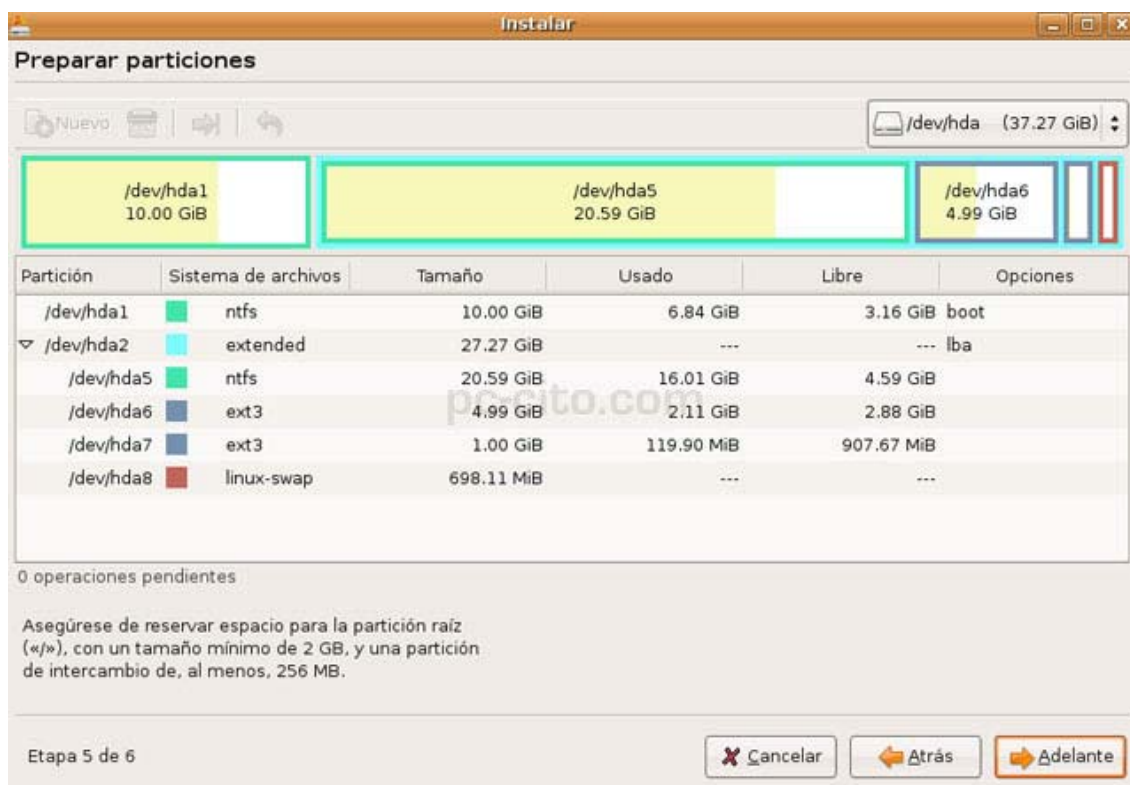 Instalar
Preparar particiones
Nuevo
/dev/hda (37.27 GiB)
/dev/hda1
10.00 GiB
/dev/hda5
20.59 GiB
/dev/hda6
4.99 GiB
Partición Sistema de archivos Tamaño Usado Libre Opciones
/dev/hda1 ntfs 10.00 GiB 6.84 GiB 3.16 GiB boot
/dev/hda2 extended 27.27 GiB --- --- lba
/dev/hda5 ntfs 20.59 GiB 16.01 GiB 4.59 GiB
pc-cito.com
/dev/hda6 ext3 4.99 GiB 2.11 GiB 2.88 GiB
/dev/hda7 ext3 1.00 GiB 119.90 MiB 907.67 MiB
/dev/hda8 linux-swap 698.11 MiB --- ---
0 operaciones pendientes
Asegúrese de reservar espacio para la partición raíz
(«/»), con un tamaño mínimo de 2 GB, y una partición
de intercambio de, al menos, 256 MB.
Etapa 5 de 6
Cancelar
Atrás
Adelante